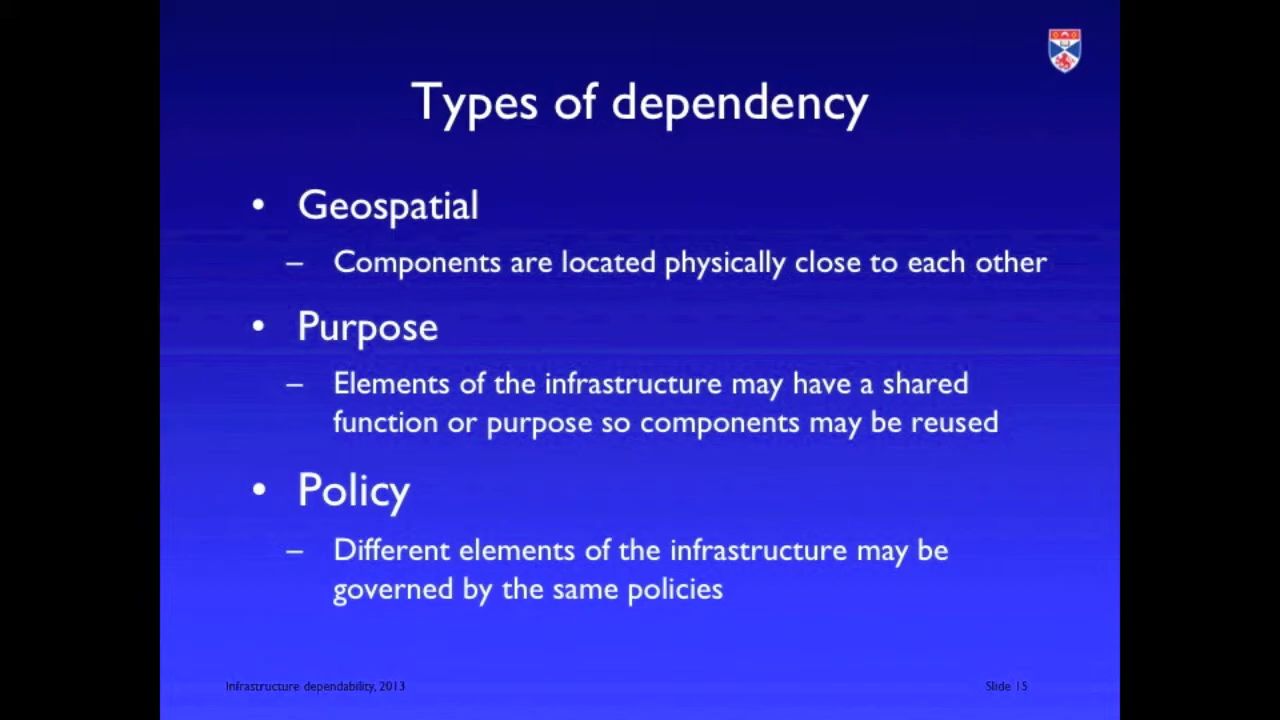 Types of dependency
• Geospatial
– Components are located physically close to each other
• Purpose
– Elements of the infrastructure may have a shared
function or purpose so components may be reused
• Policy
– Different elements of the infrastructure may be
governed by the same policies
Infrastructure dependability, 2013
Slide 15